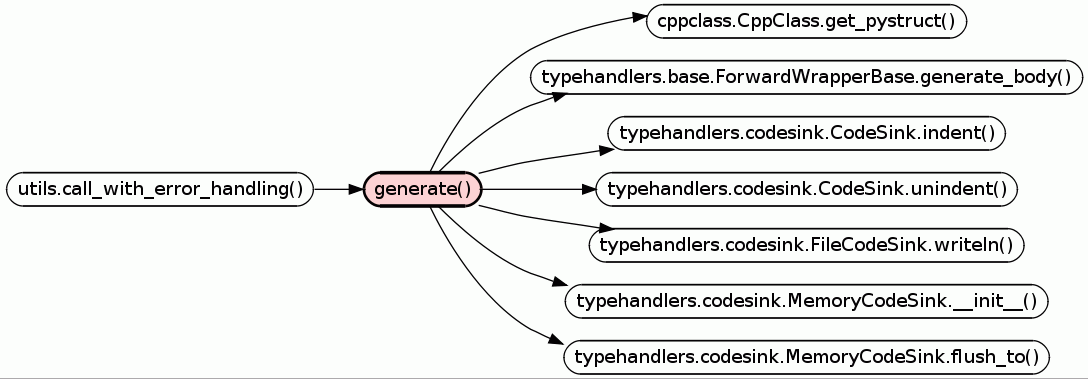 cppclass.CppClass.get_pystruct()
typehandlers.base.ForwardWrapperBase.generate_body()
typehandlers.codesink.CodeSink.indent()
utils.call_with_error_handling()
generate()
typehandlers.codesink.CodeSink.unindent()
typehandlers.codesink.FileCodeSink.writeln()
typehandlers.codesink.MemoryCodeSink.__init__()
typehandlers.codesink.MemoryCodeSink.flush_to()